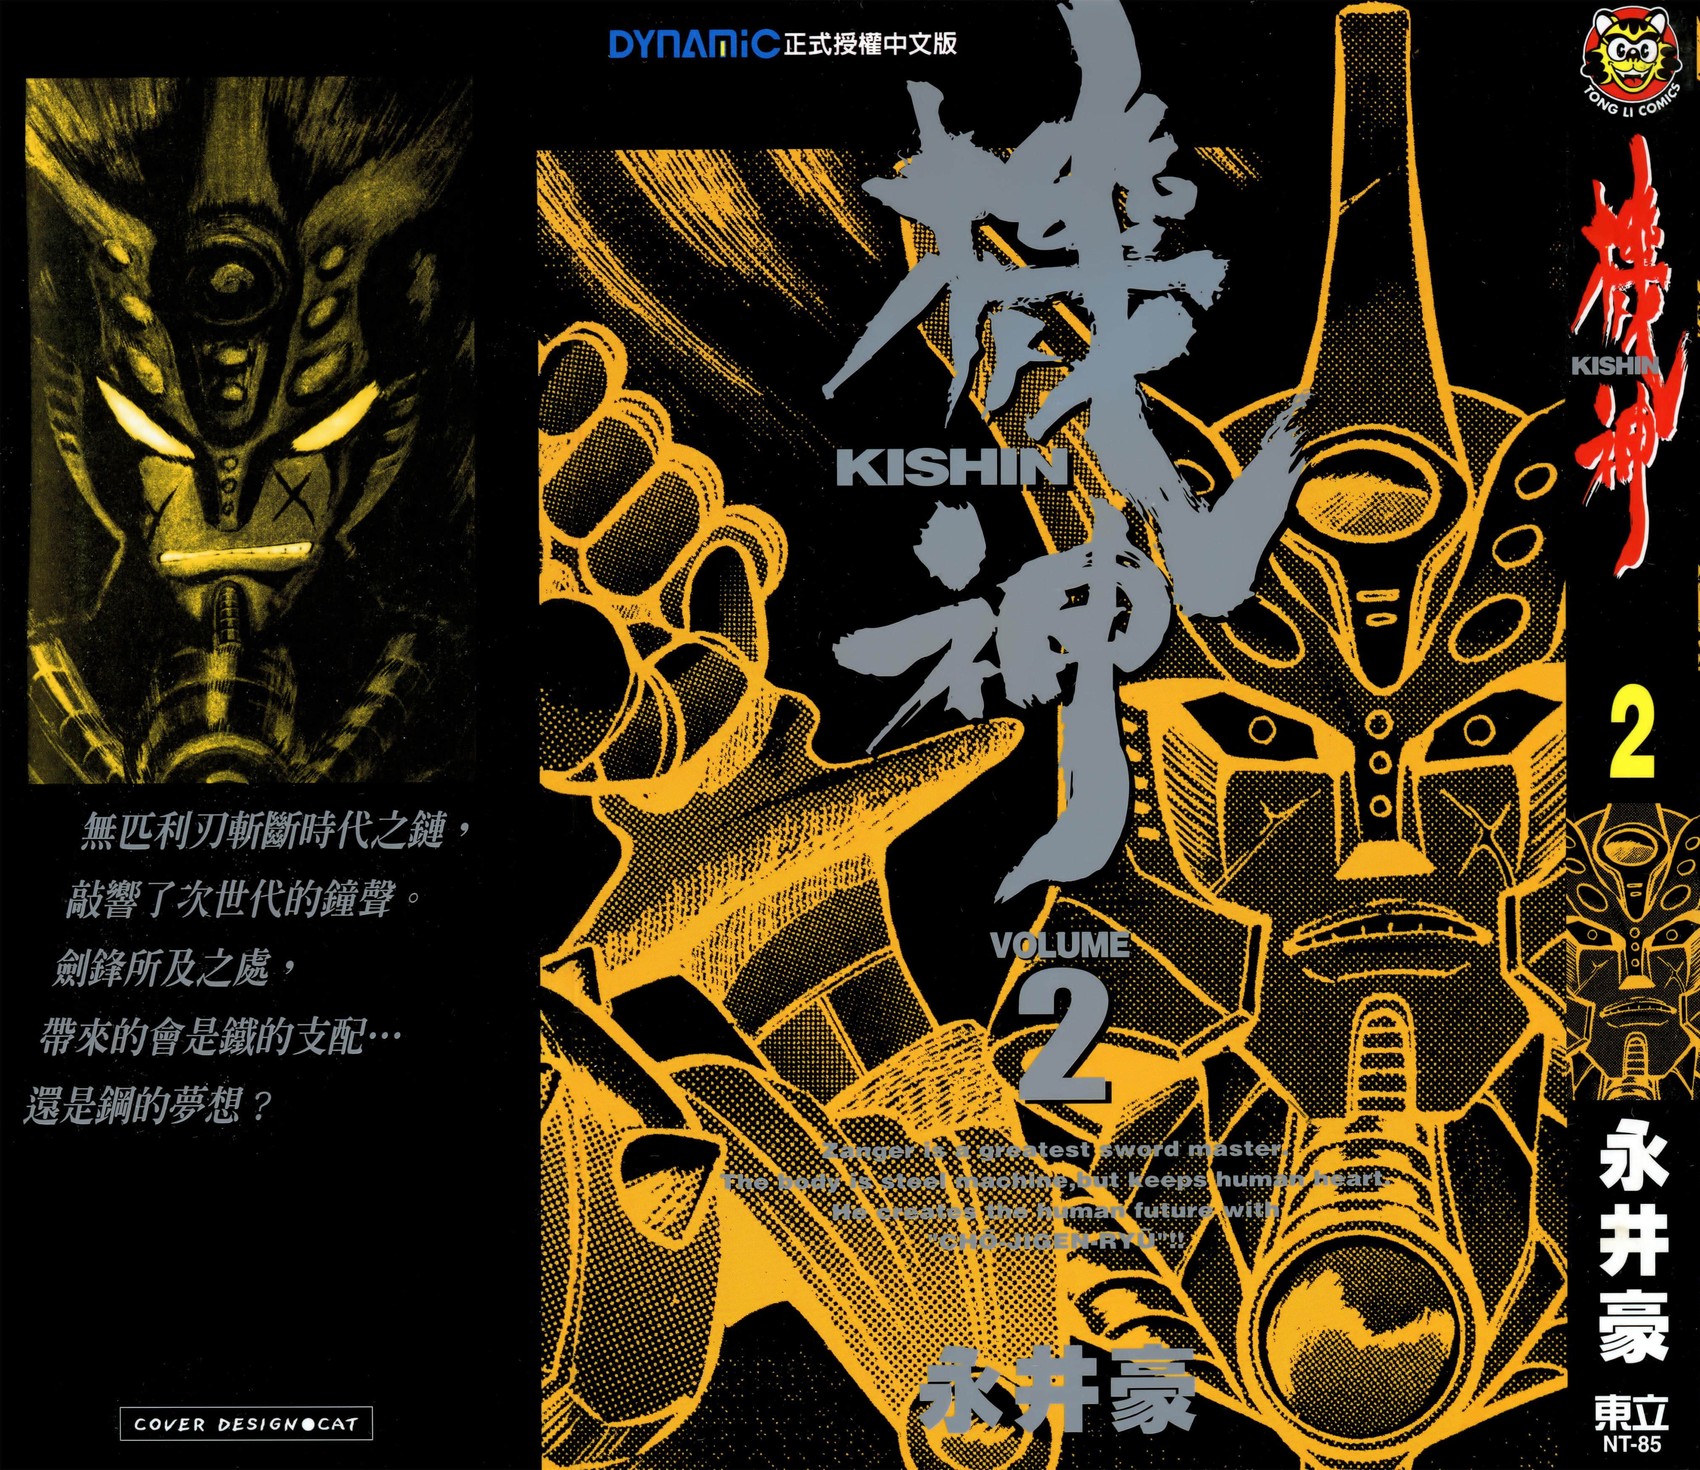 無匹利刃斬斷時代之鏈，
敲響了次世代的鐘聲。
劍鋒所及之處，
帶來的會是鐵的支配…
還是鋼的夢想？
COVER DESIGN●CAT
DYNAMiC正式授權中文版
機神
KISHIN
VOLUME
2
Zanger is a greatest sword master.
The body is steel machine,but keeps human heart.
He creates the human future with
"CHO-JIGEN-RYU"!!
永井豪
TONG LI COMICS
機神
KISHIN
2
永井豪
東立
NT-85